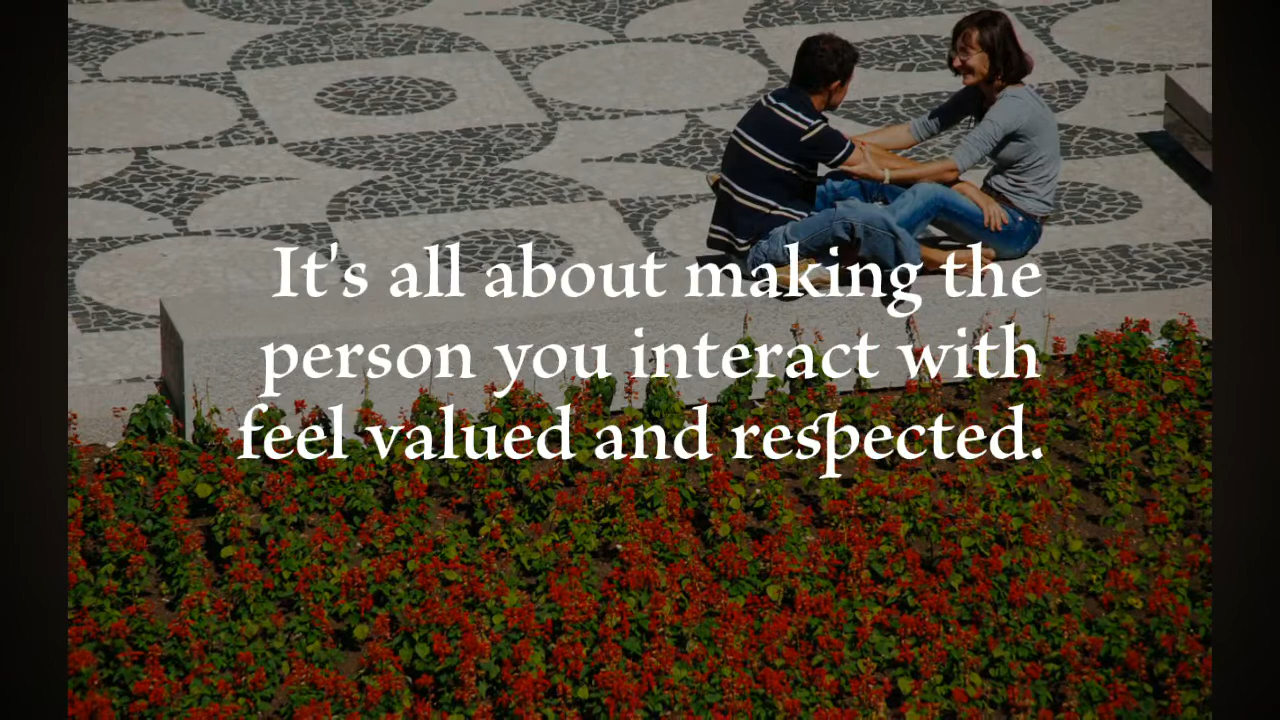 It's all about making the
person you interact with
feel valued and respected.